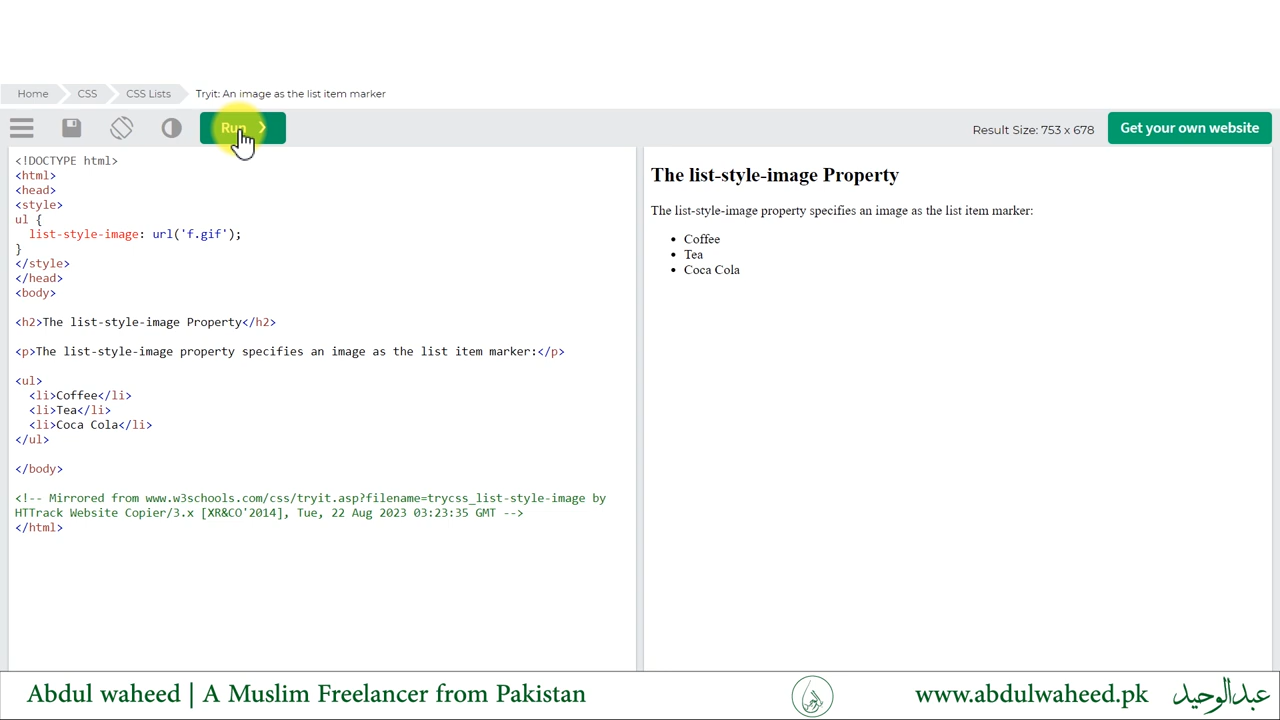 Home CSS CSS Lists Tryit: An image as the list item marker
Run ❯ Result Size: 753 x 678 Get your own website
<!DOCTYPE html>
<html>
<head>
<style>
ul {
  list-style-image: url('f.gif');
}
</style>
</head>
<body>
<h2>The list-style-image Property</h2>
<p>The list-style-image property specifies an image as the list item marker:</p>
<ul>
  <li>Coffee</li>
  <li>Tea</li>
  <li>Coca Cola</li>
</ul>
</body>
<!-- Mirrored from www.w3schools.com/css/tryit.asp?filename=trycss_list-style-image by
HTTrack Website Copier/3.x [XR&CO'2014], Tue, 22 Aug 2023 03:23:35 GMT -->
</html>
The list-style-image Property
The list-style-image property specifies an image as the list item marker:
• Coffee
• Tea
• Coca Cola
Abdul waheed | A Muslim Freelancer from Pakistan
www.abdulwaheed.pk عبدالوحيد